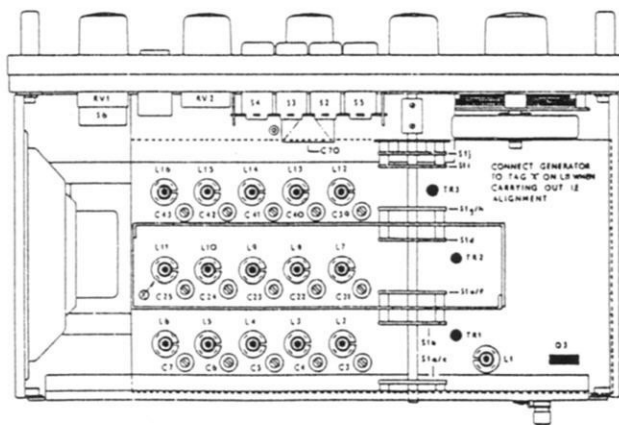 RV1
S6
RV2
S4 S3 S2 S5
C70
S1j
S1i
L16 L15 L14 L13 L12
C43 C42 C41 C40 C39
TR3
CONNECT GENERATOR
TO TAG 'X' ON L11 WHEN
CARRYING OUT IF
ALIGNMENT
S1g/h
S1d
L11 L10 L9 L8 L7
C25 C24 C23 C22 C21
TR2
S1e/f
S1b
L6 L5 L4 L3 L2
C7 C6 C5 C4 C3
TR1
S1a/c
L1